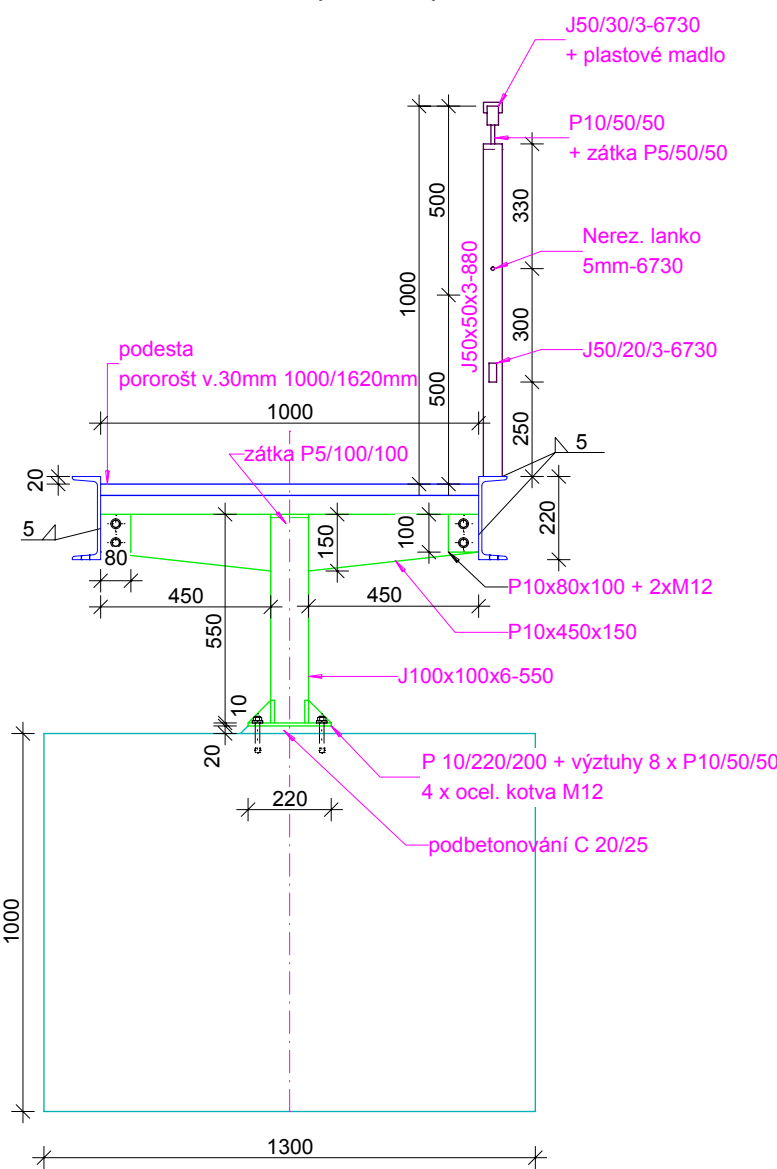 J50/30/3-6730
+ plastové madlo
P10/50/50
+ zátka P5/50/50
330
500
1000
J50x50x3-880
Nerez. lanko
5mm-6730
300
J50/20/3-6730
500
250
podesta
pororošt v.30mm 1000/1620mm
1000
zátka P5/100/100
5
20
220
5
80
150
100
450
450
550
P10x80x100 + 2xM12
P10x450x150
J100x100x6-550
10
20
P 10/220/200 + výztuhy 8 x P10/50/50
4 x ocel. kotva M12
220
podbetonování C 20/25
1000
1300